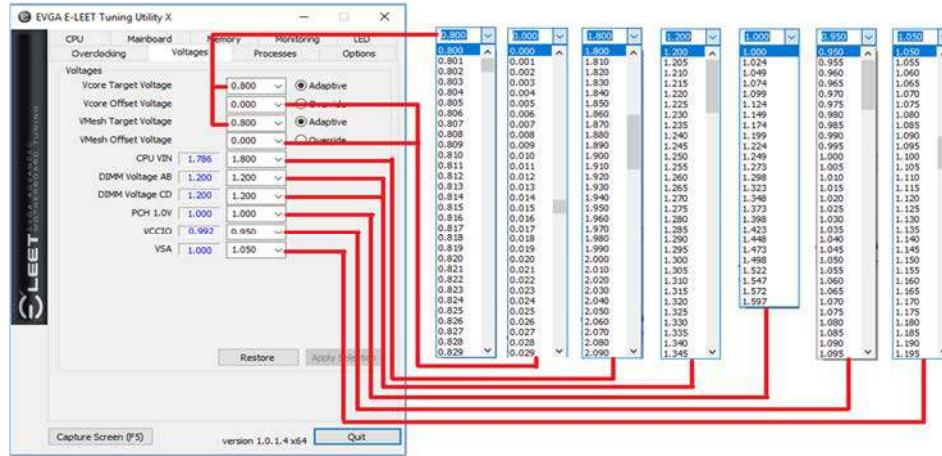 EVGA E-LEET Tuning Utility X
CPU Mainboard Memory Monitoring LED
Overclocking Voltages Processes Options
Voltages
Vcore Target Voltage 0.800 Adaptive
Vcore Offset Voltage 0.000 Override
VMesh Target Voltage 0.800 Adaptive
VMesh Offset Voltage 0.000 Override
CPU VIN 1.786 1.800
DIMM Voltage AB 1.200 1.200
DIMM Voltage CD 1.200 1.200
PCH 1.0V 1.000 1.000
VCCIO 0.992 0.950
VSA 1.000 1.050
Restore Apply Selection
Capture Screen (F5) version 1.0.1.4 x64 Quit
ELEET EVGA ADVANCED TUNING
MOTHERBOARD TUNING
0.800 0.000 1.800 1.200 1.000 0.950 1.050
0.800 0.000 1.800 1.200 1.000 0.950 1.050
0.801 0.001 1.810 1.205 1.024 0.955 1.055
0.802 0.002 1.820 1.210 1.049 0.960 1.060
0.803 0.003 1.830 1.215 1.074 0.965 1.065
0.804 0.004 1.840 1.220 1.099 0.970 1.070
0.805 0.005 1.850 1.225 1.124 0.975 1.075
0.806 0.006 1.860 1.230 1.149 0.980 1.080
0.807 0.007 1.870 1.235 1.174 0.985 1.085
0.808 0.008 1.880 1.240 1.199 0.990 1.090
0.809 0.009 1.890 1.245 1.224 0.995 1.095
0.810 0.010 1.900 1.250 1.249 1.000 1.100
0.811 0.011 1.910 1.255 1.273 1.005 1.105
0.812 0.012 1.920 1.260 1.298 1.010 1.110
0.813 0.013 1.930 1.265 1.323 1.015 1.115
0.814 0.014 1.940 1.270 1.348 1.020 1.120
0.815 0.015 1.950 1.275 1.373 1.025 1.125
0.816 0.016 1.960 1.280 1.398 1.030 1.130
0.817 0.017 1.970 1.285 1.423 1.035 1.135
0.818 0.018 1.980 1.290 1.448 1.040 1.140
0.819 0.019 1.990 1.295 1.473 1.045 1.145
0.820 0.020 2.000 1.300 1.498 1.050 1.150
0.821 0.021 2.010 1.305 1.522 1.055 1.155
0.822 0.022 2.020 1.310 1.547 1.060 1.160
0.823 0.023 2.030 1.315 1.572 1.065 1.165
0.824 0.024 2.040 1.320 1.597 1.070 1.170
0.825 0.025 2.050 1.325 1.075 1.175
0.826 0.026 2.060 1.330 1.080 1.180
0.827 0.027 2.070 1.335 1.085 1.185
0.828 0.028 2.080 1.340 1.090 1.190
0.829 0.029 2.090 1.345 1.095 1.195